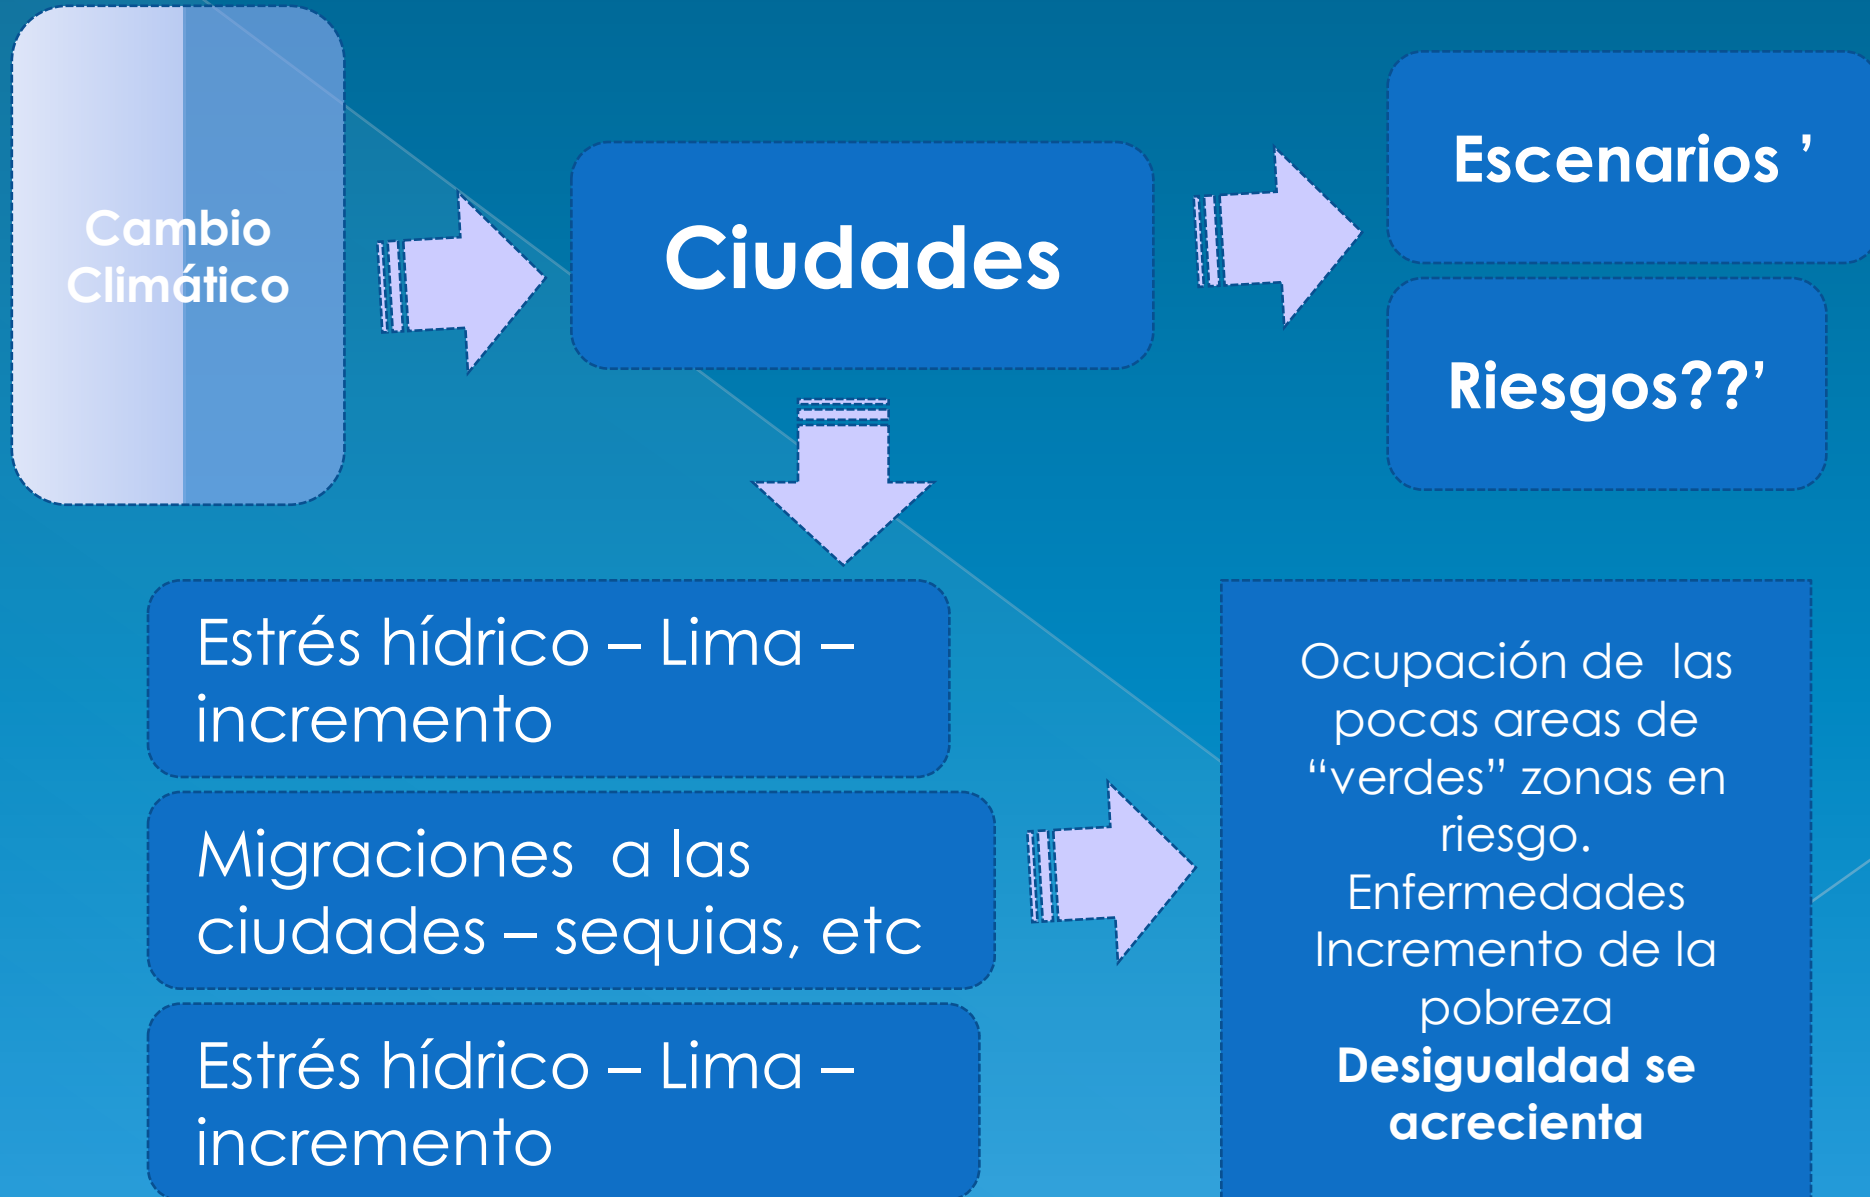 Cambio
Climático
Ciudades
Escenarios ’
Riesgos??’
Estrés hídrico – Lima –
incremento
Migraciones  a las
ciudades – sequias, etc
Estrés hídrico – Lima –
incremento
Ocupación de  las
pocas areas de
“verdes” zonas en
riesgo.
Enfermedades
Incremento de la
pobreza
Desigualdad se
acrecienta